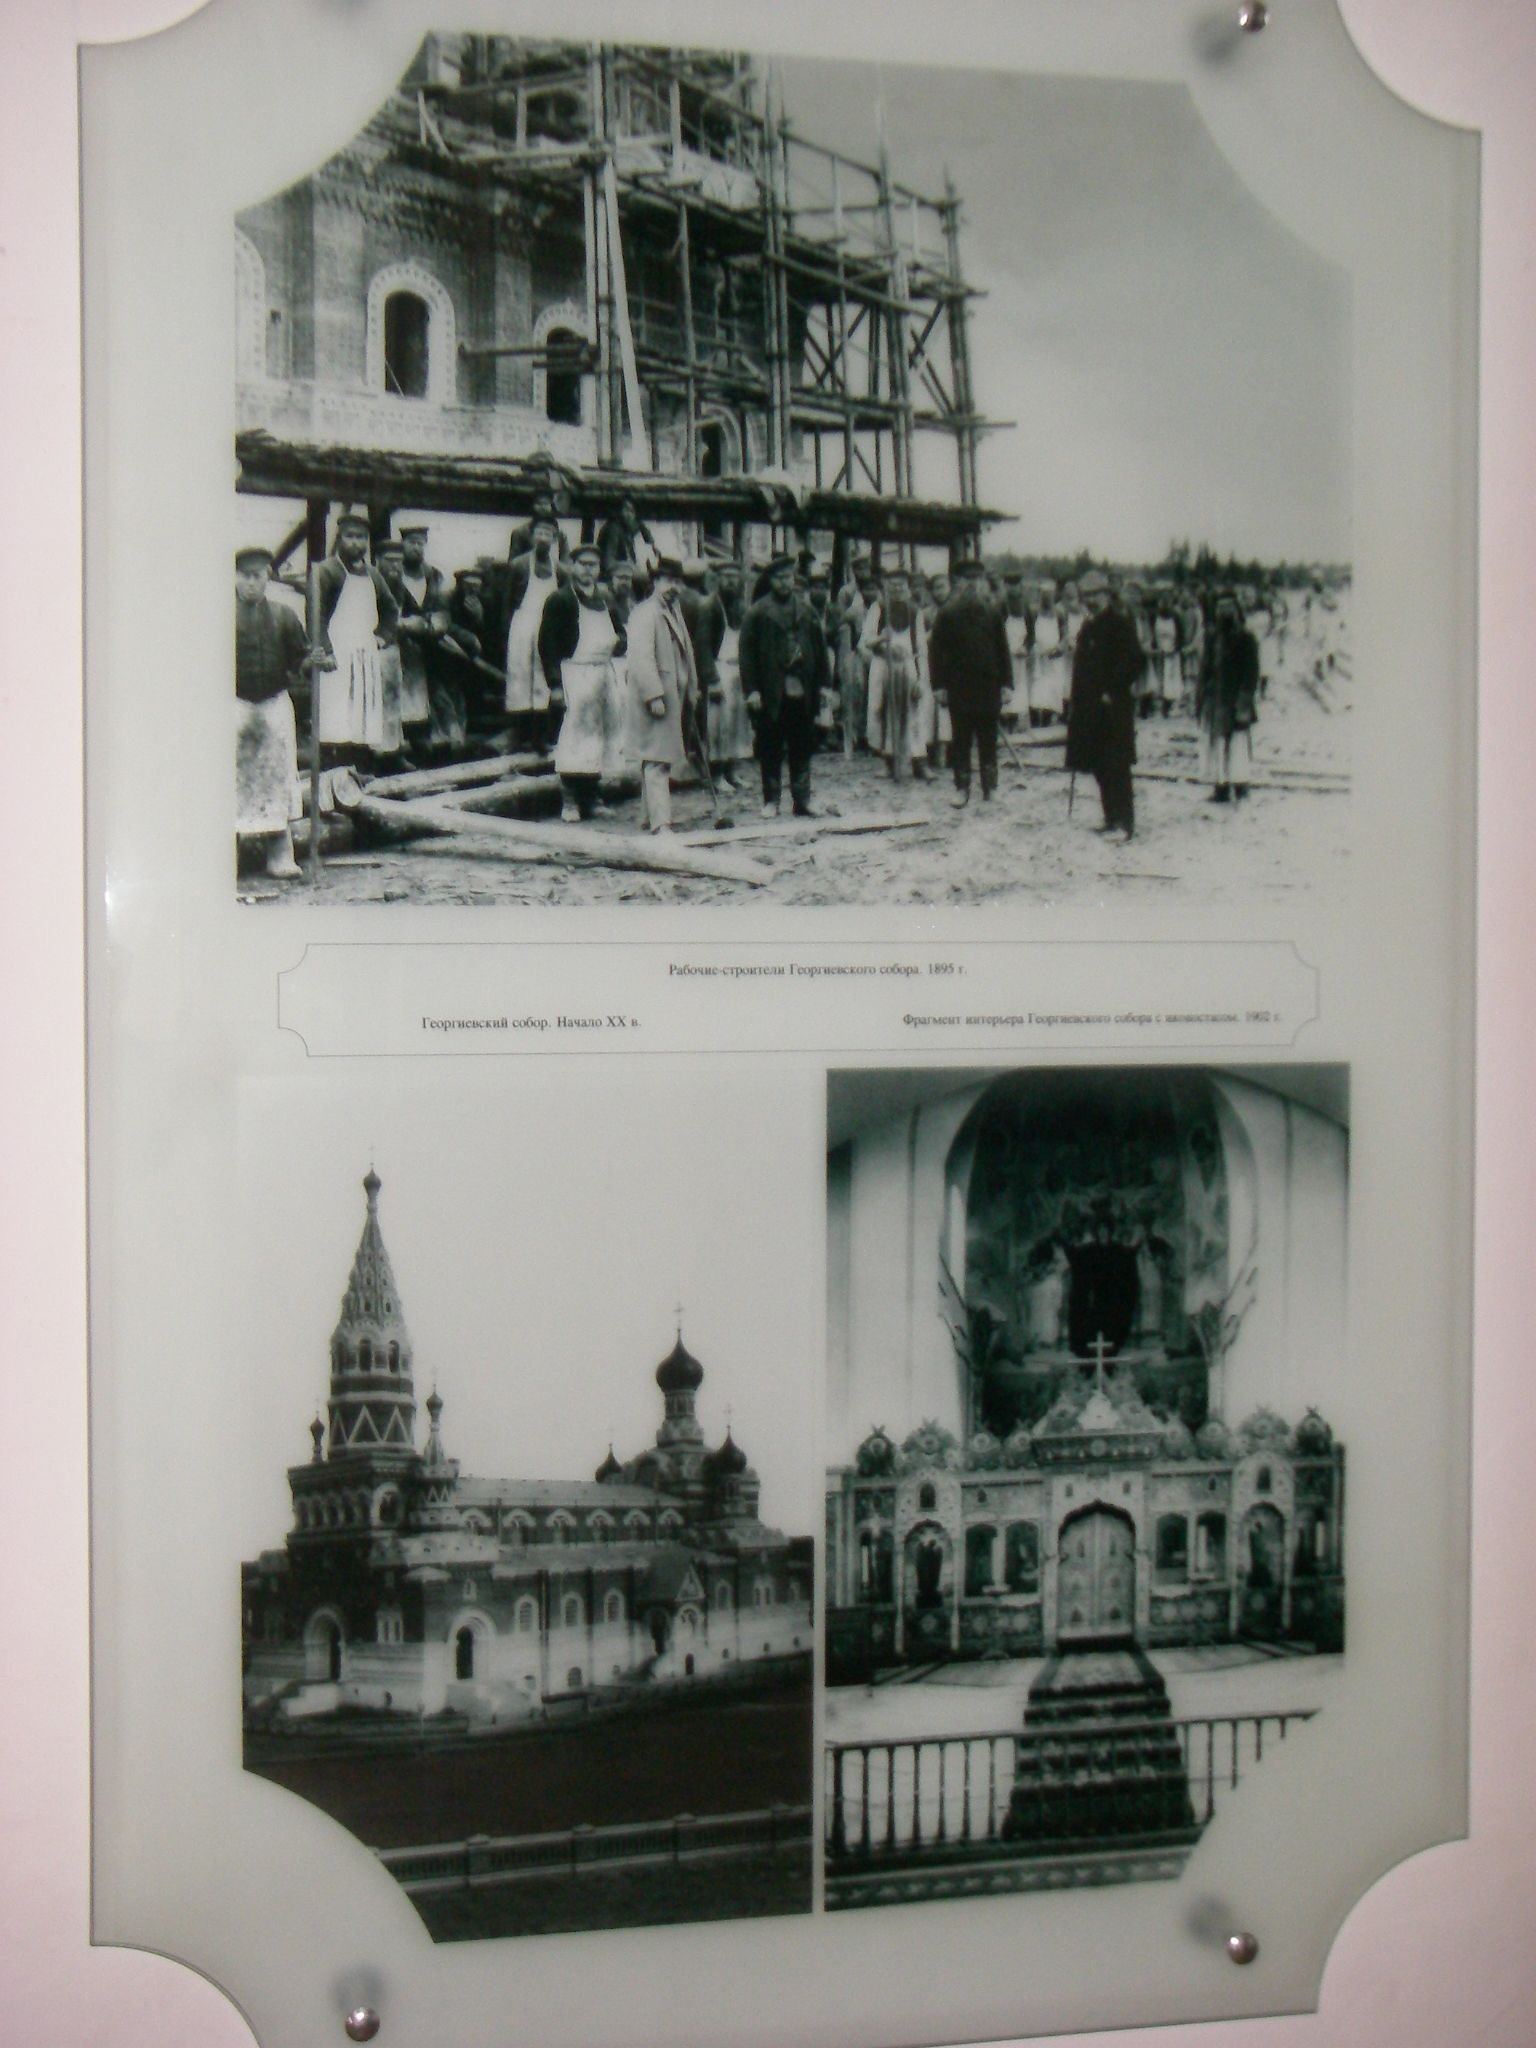 Рабочие-строители Георгиевского собора. 1895 г.
Георгиевский собор. Начало XX в.
Фрагмент интерьера Георгиевского собора с иконостасом. 1902 г.